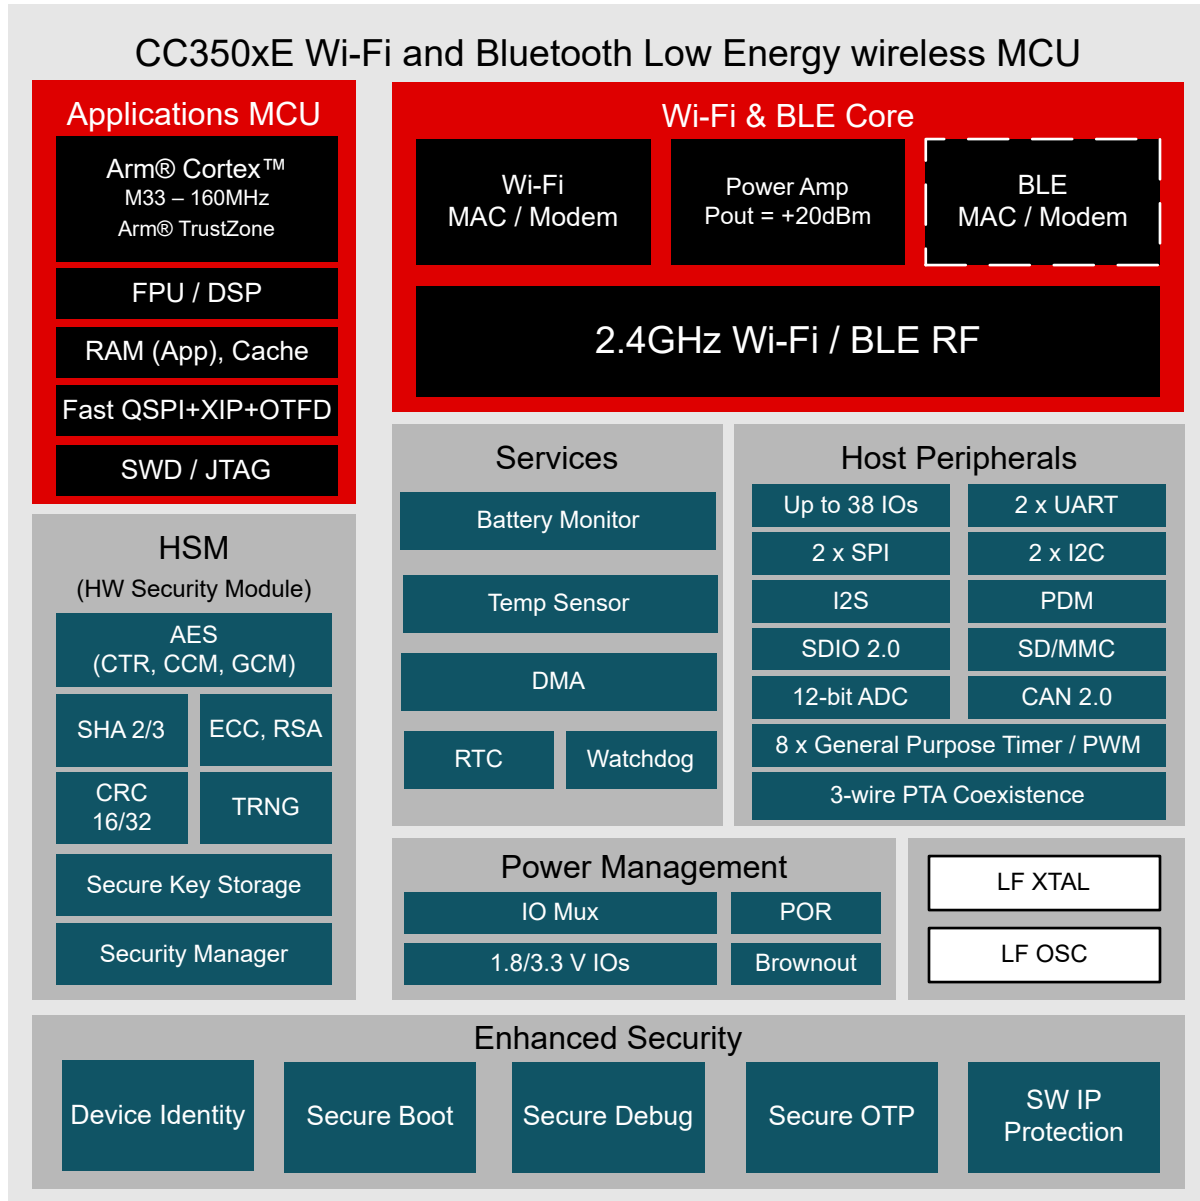 CC350xE Wi-Fi and Bluetooth Low Energy wireless MCU
Applications MCU
Arm® Cortex™
M33 – 160MHz
Arm® TrustZone
FPU / DSP
RAM (App), Cache
Fast QSPI+XIP+OTFD
SWD / JTAG
Wi-Fi & BLE Core
Wi-Fi
MAC / Modem
Power Amp
Pout = +20dBm
BLE
MAC / Modem
2.4GHz Wi-Fi / BLE RF
HSM
(HW Security Module)
AES
(CTR, CCM, GCM)
SHA 2/3
ECC, RSA
CRC
16/32
TRNG
Secure Key Storage
Security Manager
Services
Battery Monitor
Temp Sensor
DMA
RTC
Watchdog
Host Peripherals
Up to 38 IOs
2 x UART
2 x SPI
2 x I2C
I2S
PDM
SDIO 2.0
SD/MMC
12-bit ADC
CAN 2.0
8 x General Purpose Timer / PWM
3-wire PTA Coexistence
Power Management
IO Mux
POR
1.8/3.3 V IOs
Brownout
LF XTAL
LF OSC
Enhanced Security
Device Identity
Secure Boot
Secure Debug
Secure OTP
SW IP
Protection